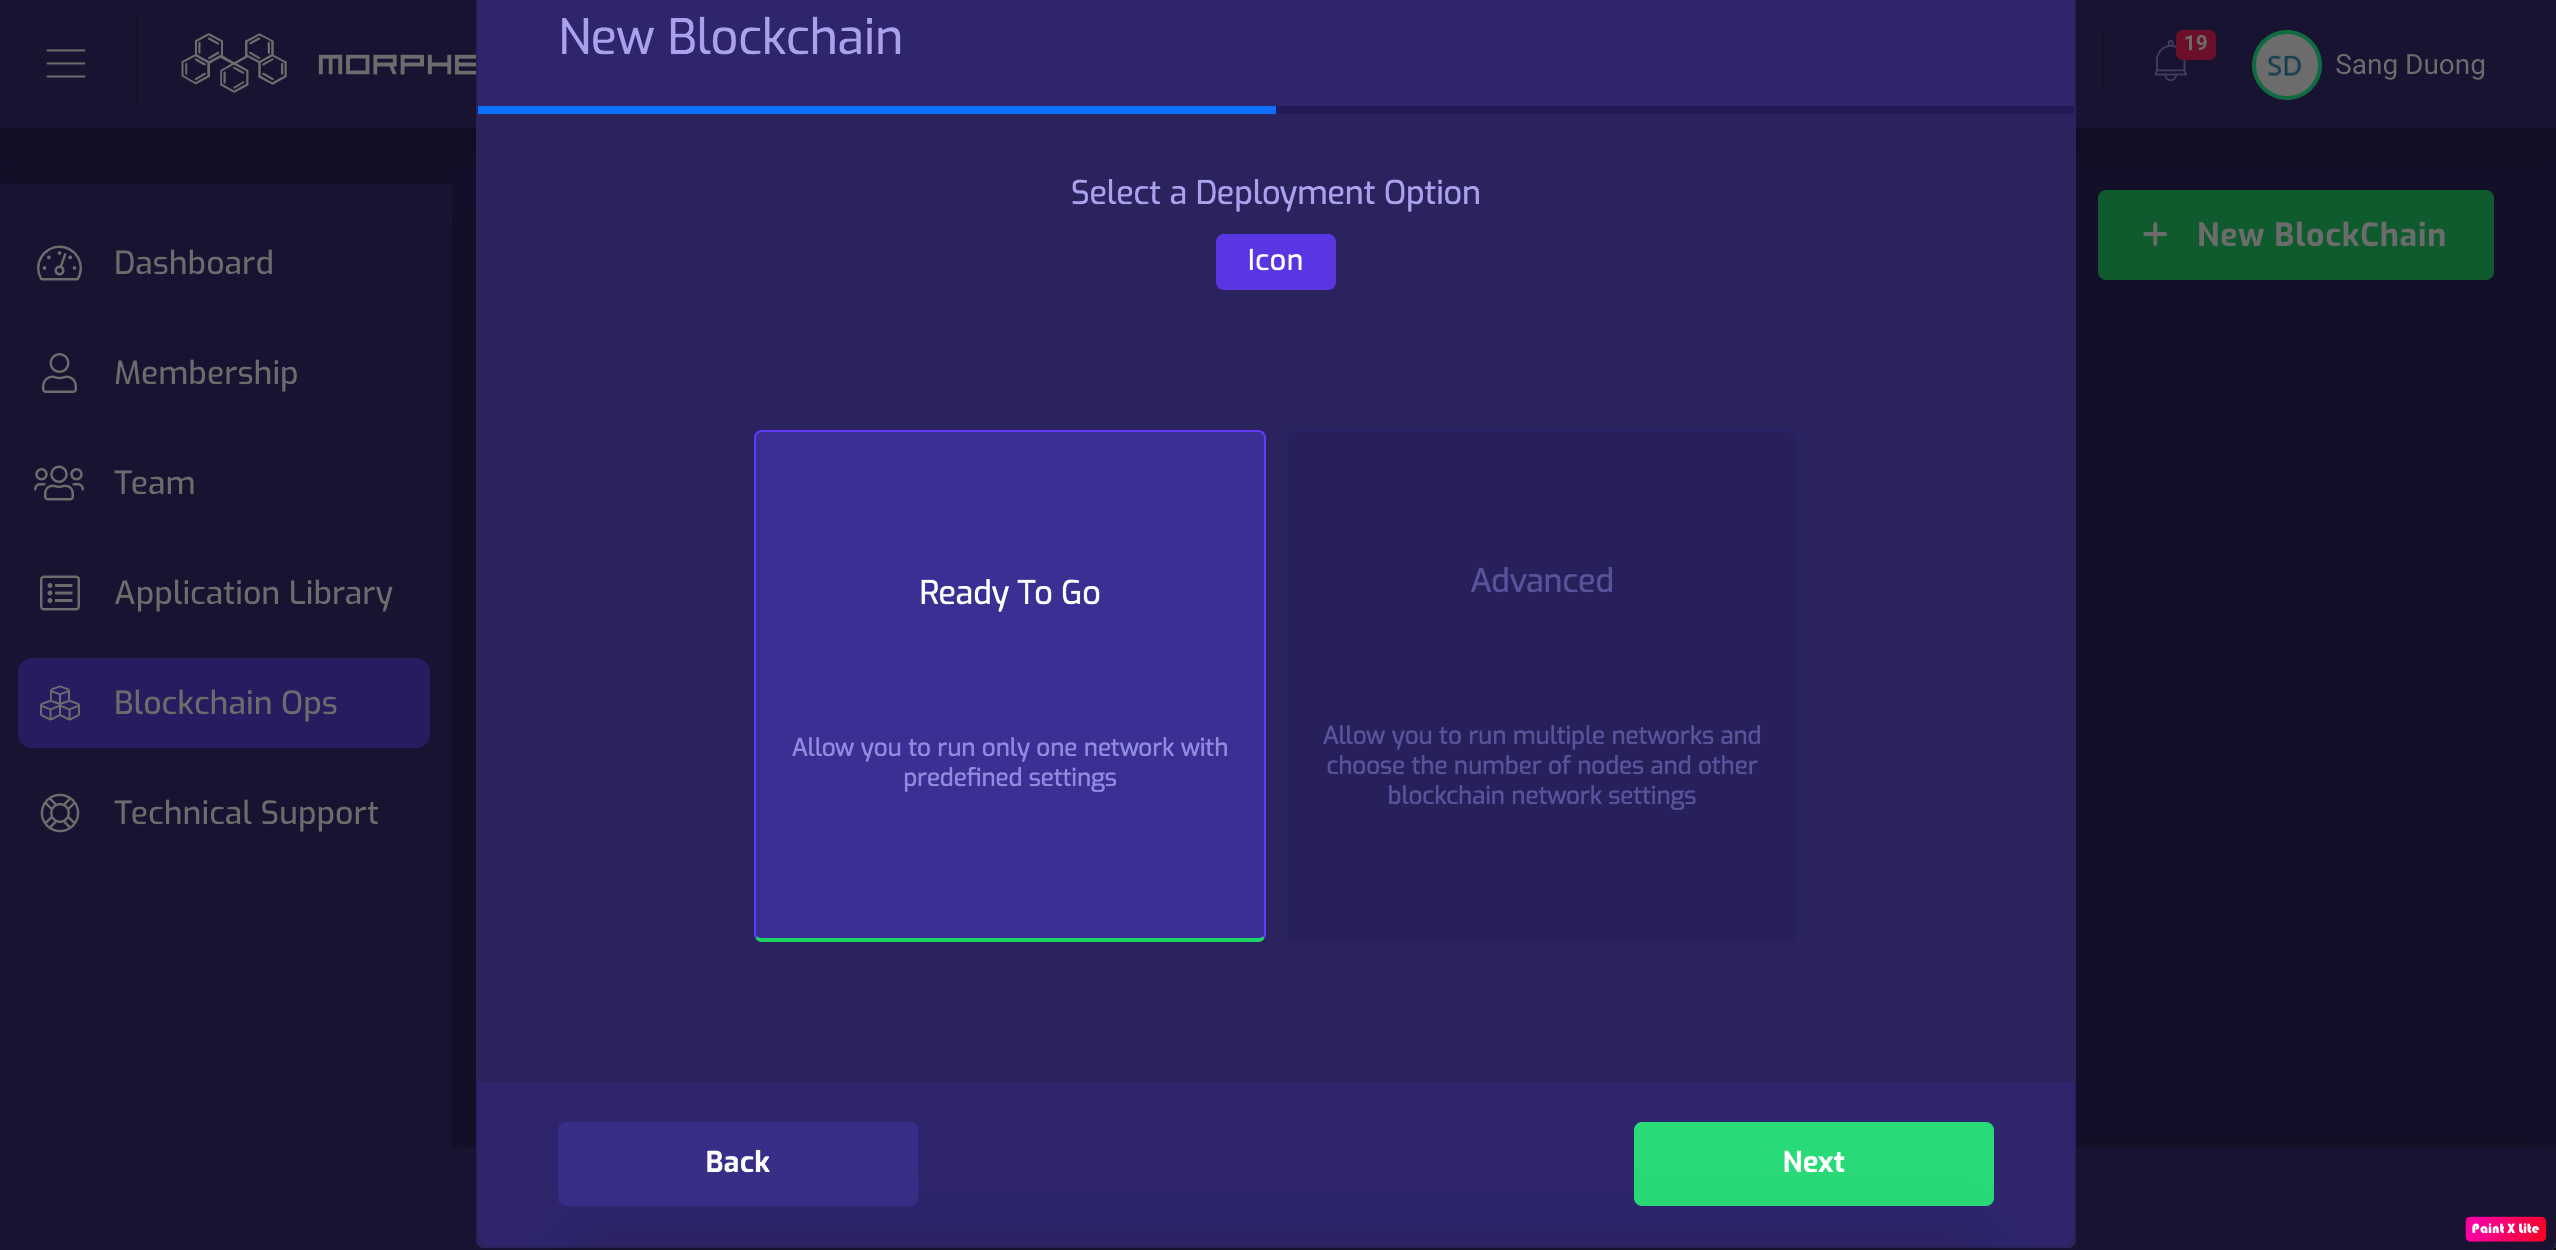 New Blockchain
MORPHE
19
SD
Sang Duong
Select a Deployment Option
Icon
+ New BlockChain
Dashboard
Membership
Team
Application Library
Blockchain Ops
Technical Support
Ready To Go
Allow you to run only one network with
predefined settings
Advanced
Allow you to run multiple networks and
choose the number of nodes and other
blockchain network settings
Back
Next
Paint X Lite